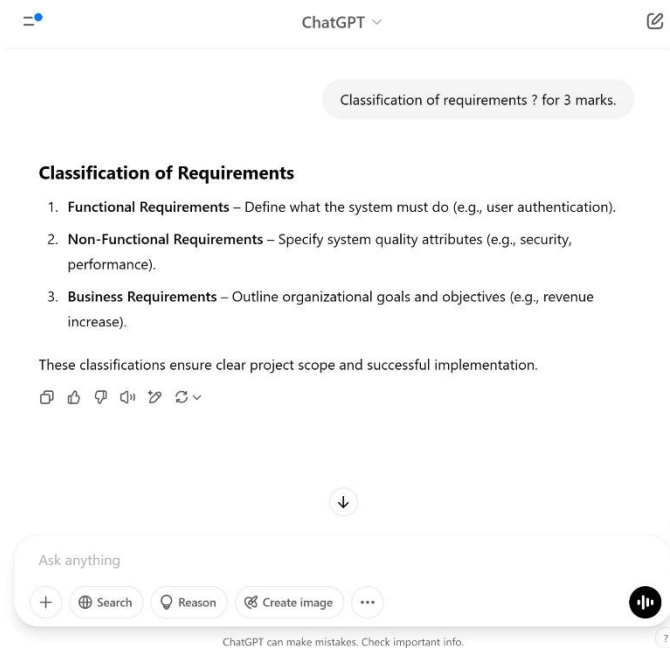 ChatGPT
Classification of requirements ? for 3 marks.
Classification of Requirements
1. Functional Requirements – Define what the system must do (e.g., user authentication).
2. Non-Functional Requirements – Specify system quality attributes (e.g., security,
performance).
3. Business Requirements – Outline organizational goals and objectives (e.g., revenue
increase).
These classifications ensure clear project scope and successful implementation.
Ask anything
Search Reason Create image
ChatGPT can make mistakes. Check important info.
?